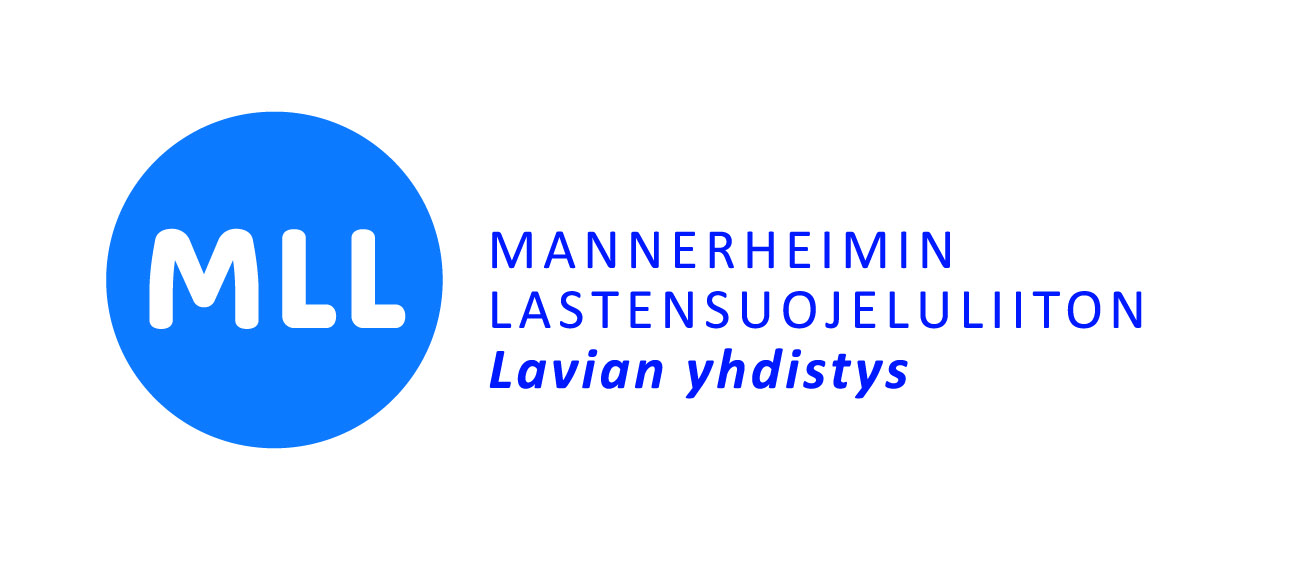 MLL
MANNERHEIMIN
LASTENSUOJELULIITON
Lavian yhdistys